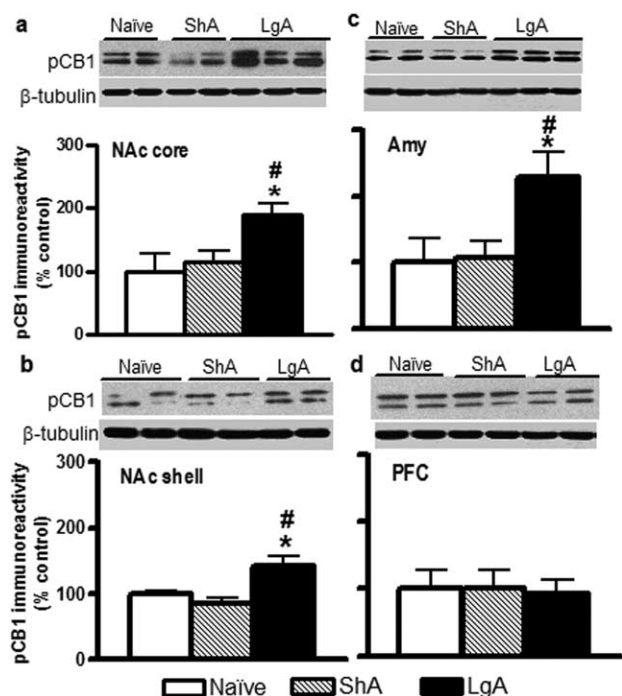 a
Naïve ShA LgA
pCB1
β-tubulin
300
200
100
0
pCB1 immunoreactivity
(% control)
NAc core
#
*
c
Naïve ShA LgA
Amy
#
*
b
Naïve ShA LgA
pCB1
β-tubulin
300
100
0
pCB1 immunoreactivity
(% control)
NAc shell
#
*
d
Naïve ShA LgA
PFC
Naïve ShA LgA